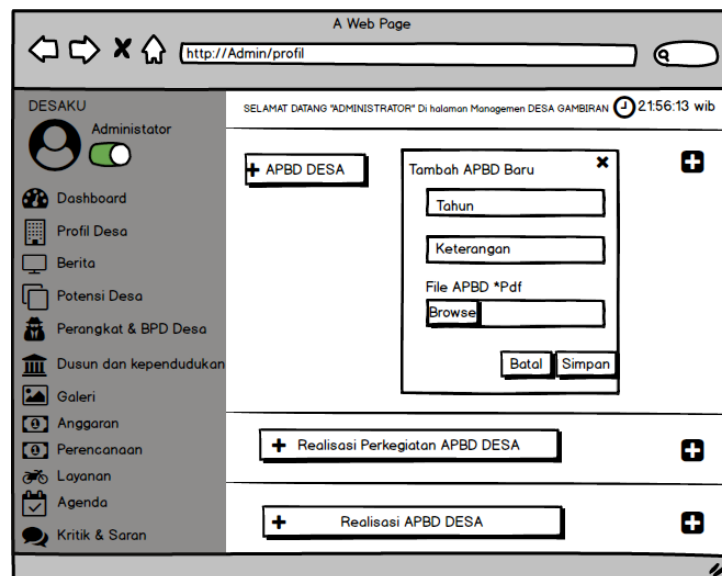 A Web Page
http://Admin/profil
DESAKU
Administator
SELAMAT DATANG "ADMINISTRATOR" Di halaman Managemen DESA GAMBIRAN
21:56:13 wib
Dashboard
Profil Desa
Berita
Potensi Desa
Perangkat & BPD Desa
Dusun dan kependudukan
Galeri
Anggaran
Perencanaan
Layanan
Agenda
Kritik & Saran
+ APBD DESA
Tambah APBD Baru
Tahun
Keterangan
File APBD *Pdf
Browse
Batal Simpan
+ Realisasi Perkegiatan APBD DESA
+ Realisasi APBD DESA